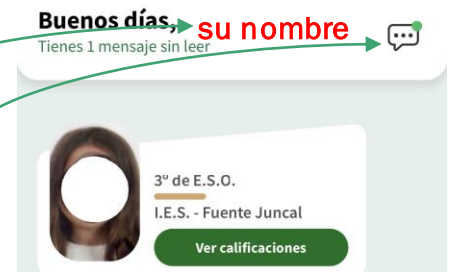 Buenos días, su nombre
Tienes 1 mensaje sin leer
3º de E.S.O.
I.E.S. - Fuente Juncal
Ver calificaciones